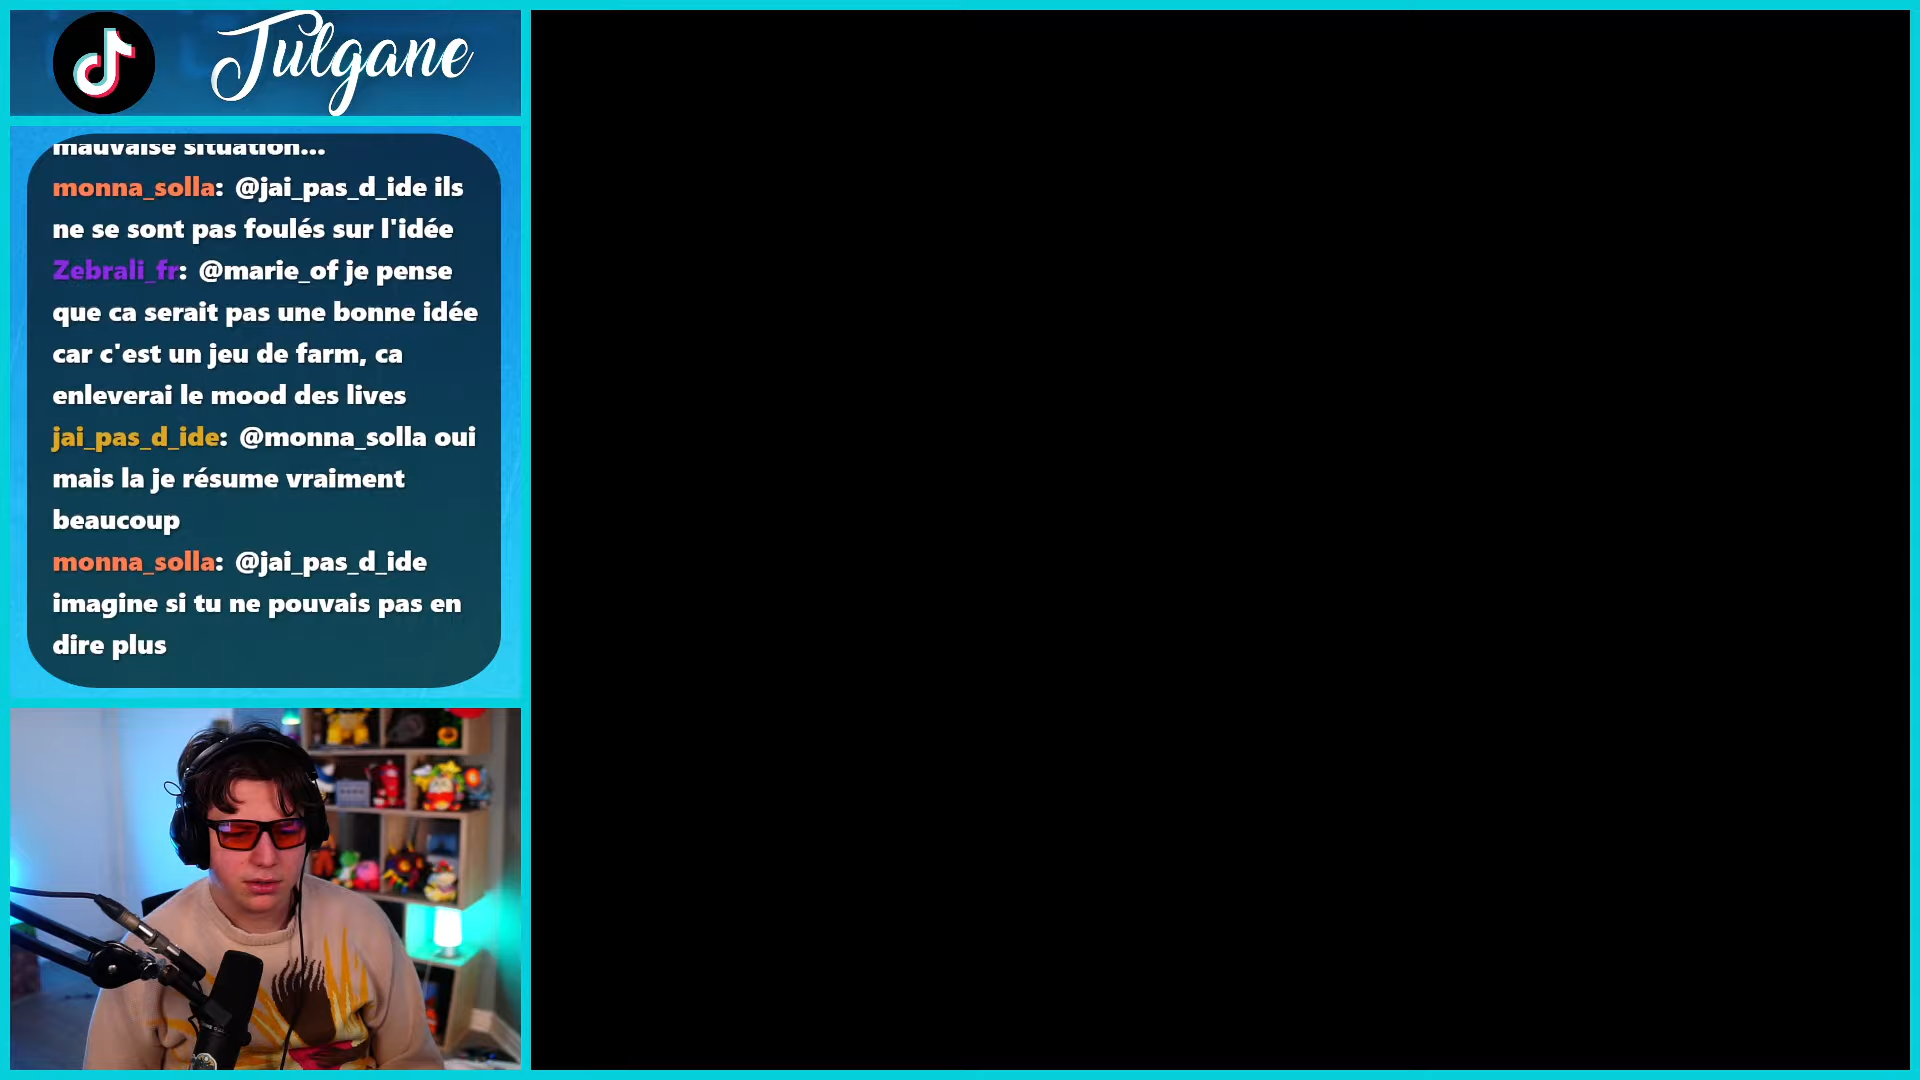 Julgane
mauvaise situation...
monna_solla: @jai_pas_d_ide ils
ne se sont pas foulés sur l'idée
Zebrali_fr: @marie_of je pense
que ca serait pas une bonne idée
car c'est un jeu de farm, ca
enleverai le mood des lives
jai_pas_d_ide: @monna_solla oui
mais la je résume vraiment
beaucoup
monna_solla: @jai_pas_d_ide
imagine si tu ne pouvais pas en
dire plus